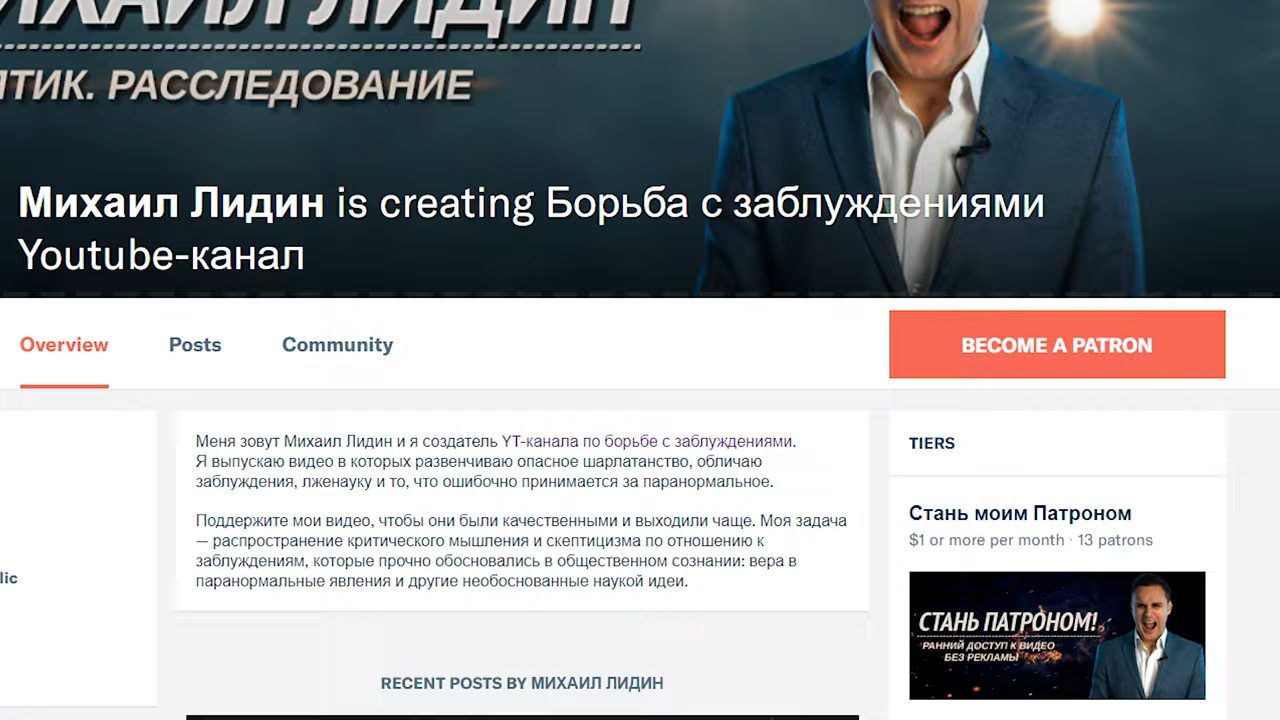 МИХАИЛ ЛИДИН
РАССЛЕДОВАНИЕ
Михаил Лидин is creating Борьба с заблуждениями
Youtube-канал
Overview
Posts
Community
BECOME A PATRON
Меня зовут Михаил Лидин и я создатель YT-канала по борьбе с заблуждениями.
Я выпускаю видео в которых развенчиваю опасное шарлатанство, обличаю
заблуждения, лженауку и то, что ошибочно принимается за паранормальное.
Поддержите мои видео, чтобы они были качественными и выходили чаще. Моя задача
— распространение критического мышления и скептицизма по отношению к
заблуждениям, которые прочно обосновались в общественном сознании: вера в
паранормальные явления и другие необоснованные наукой идеи.
lic
RECENT POSTS BY МИХАИЛ ЛИДИН
TIERS
Стань моим Патроном
$1 or more per month · 13 patrons
СТАНЬ ПАТРОНОМ!
РАННИЙ ДОСТУП К ВИДЕО
БЕЗ РЕКЛАМЫ